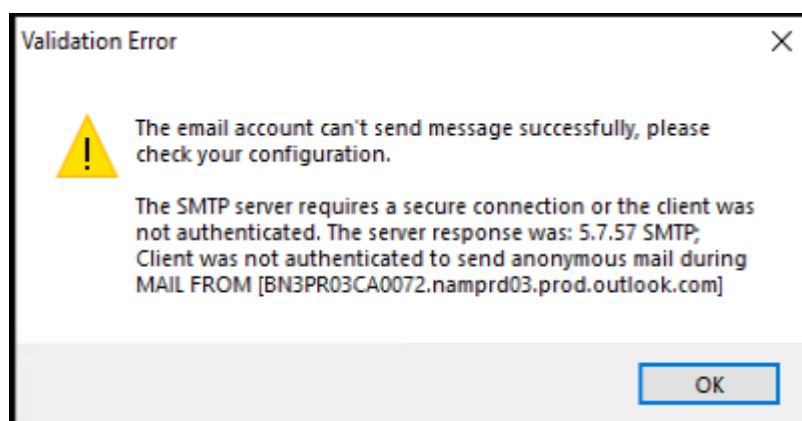 Validation Error
The email account can't send message successfully, please
check your configuration.
The SMTP server requires a secure connection or the client was
not authenticated. The server response was: 5.7.57 SMTP;
Client was not authenticated to send anonymous mail during
MAIL FROM [BN3PR03CA0072.namprd03.prod.outlook.com]
OK